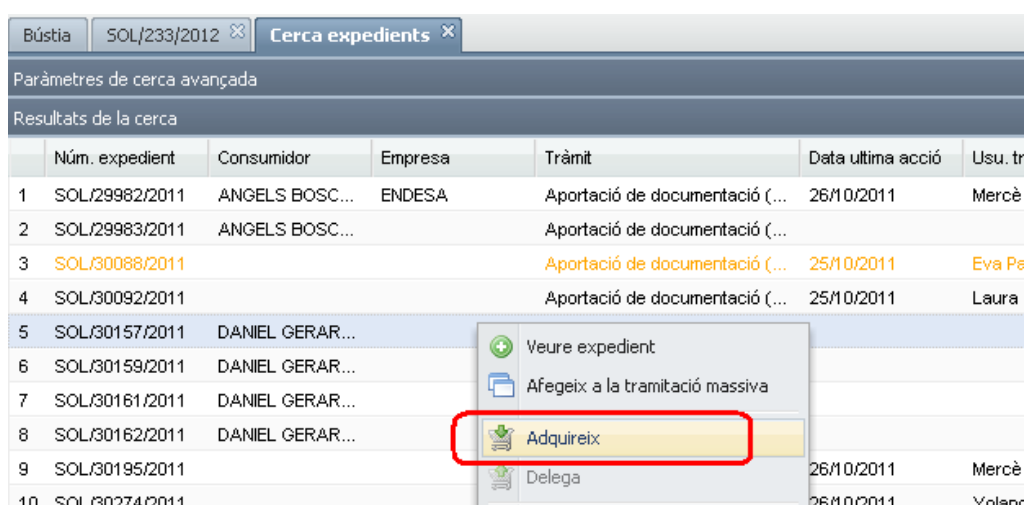 Bústia SOL/233/2012 Cerca expedients
Paràmetres de cerca avançada
Resultats de la cerca
Núm. expedient Consumidor Empresa Tràmit Data ultima acció Usu. tr
1 SOL/29982/2011 ANGELS BOSC... ENDESA Aportació de documentació (... 26/10/2011 Mercè
2 SOL/29983/2011 ANGELS BOSC... Aportació de documentació (...
3 SOL/30088/2011 Aportació de documentació (... 25/10/2011 Eva Pa
4 SOL/30092/2011 Aportació de documentació (... 25/10/2011 Laura
5 SOL/30157/2011 DANIEL GERAR...
Veure expedient
6 SOL/30159/2011 DANIEL GERAR...
Afegeix a la tramitació massiva
7 SOL/30161/2011 DANIEL GERAR...
8 SOL/30162/2011 DANIEL GERAR...
Adquireix
9 SOL/30195/2011 26/10/2011 Mercè
Delega
10 SOL/30274/2011 26/10/2011 Yoland